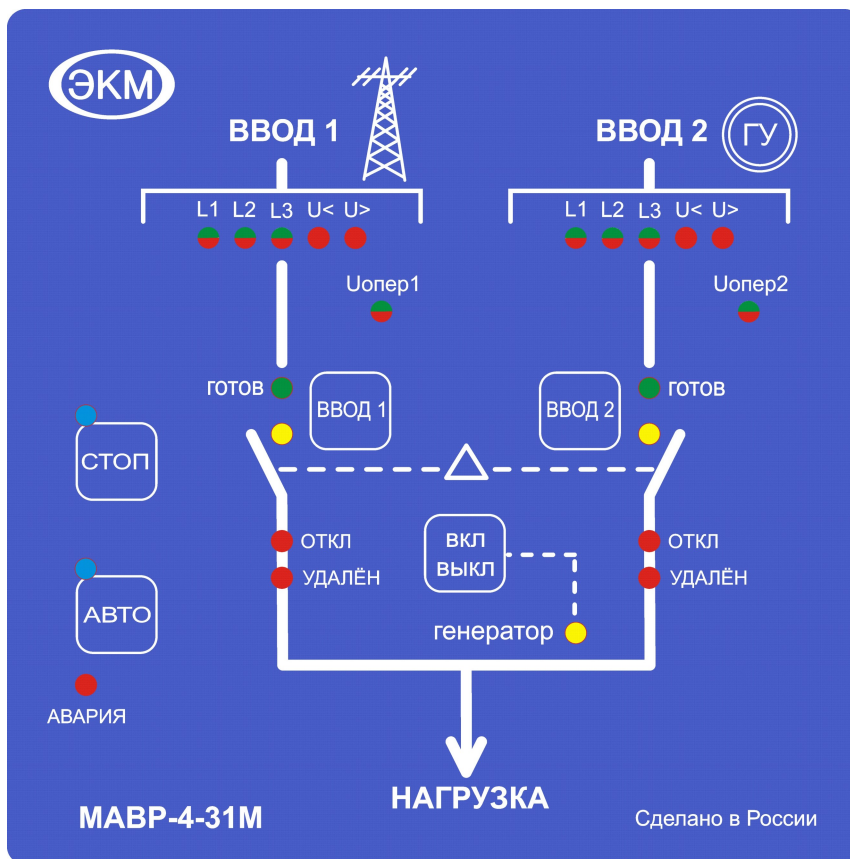 ЭКМ
ВВОД 1
ВВОД 2
ГУ
L1 L2 L3 U< U>
L1 L2 L3 U< U>
Uопер1
Uопер2
готов
ВВОД 1
ВВОД 2
готов
СТОП
ОТКЛ
УДАЛЁН
ВКЛ
ВЫКЛ
ОТКЛ
УДАЛЁН
АВТО
генератор
АВАРИЯ
НАГРУЗКА
МАВР-4-31М
Сделано в России